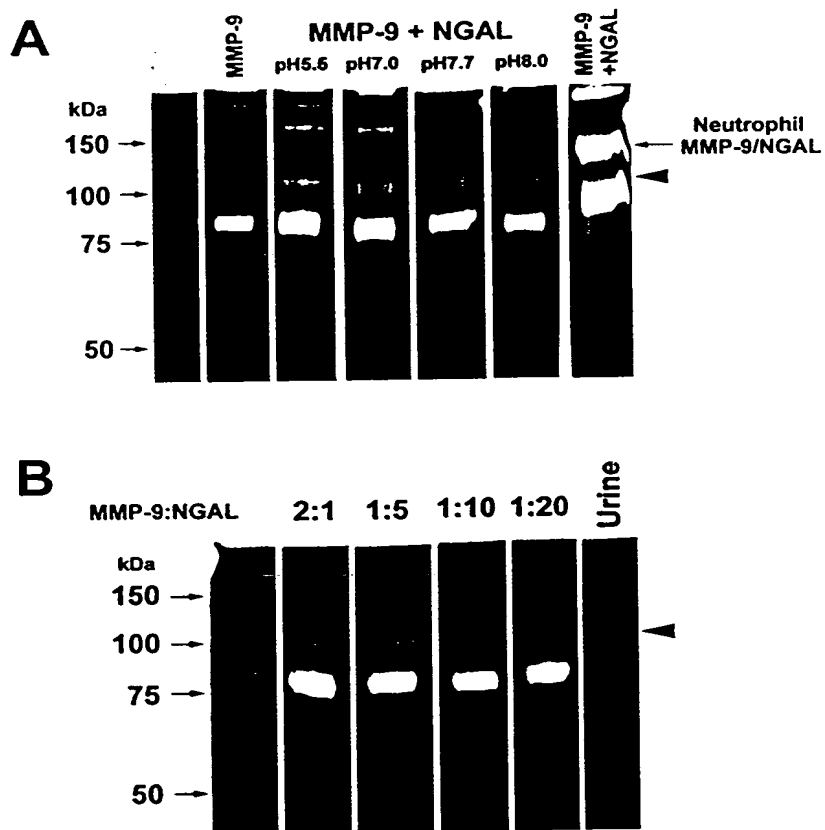 A
MMP-9
MMP-9 + NGAL
MMP-9
+NGAL
pH5.5 pH7.0 pH7.7 pH8.0
kDa
150
100
75
50
Neutrophil
MMP-9/NGAL
B
MMP-9:NGAL 2:1 1:5 1:10 1:20 Urine
kDa
150
100
75
50